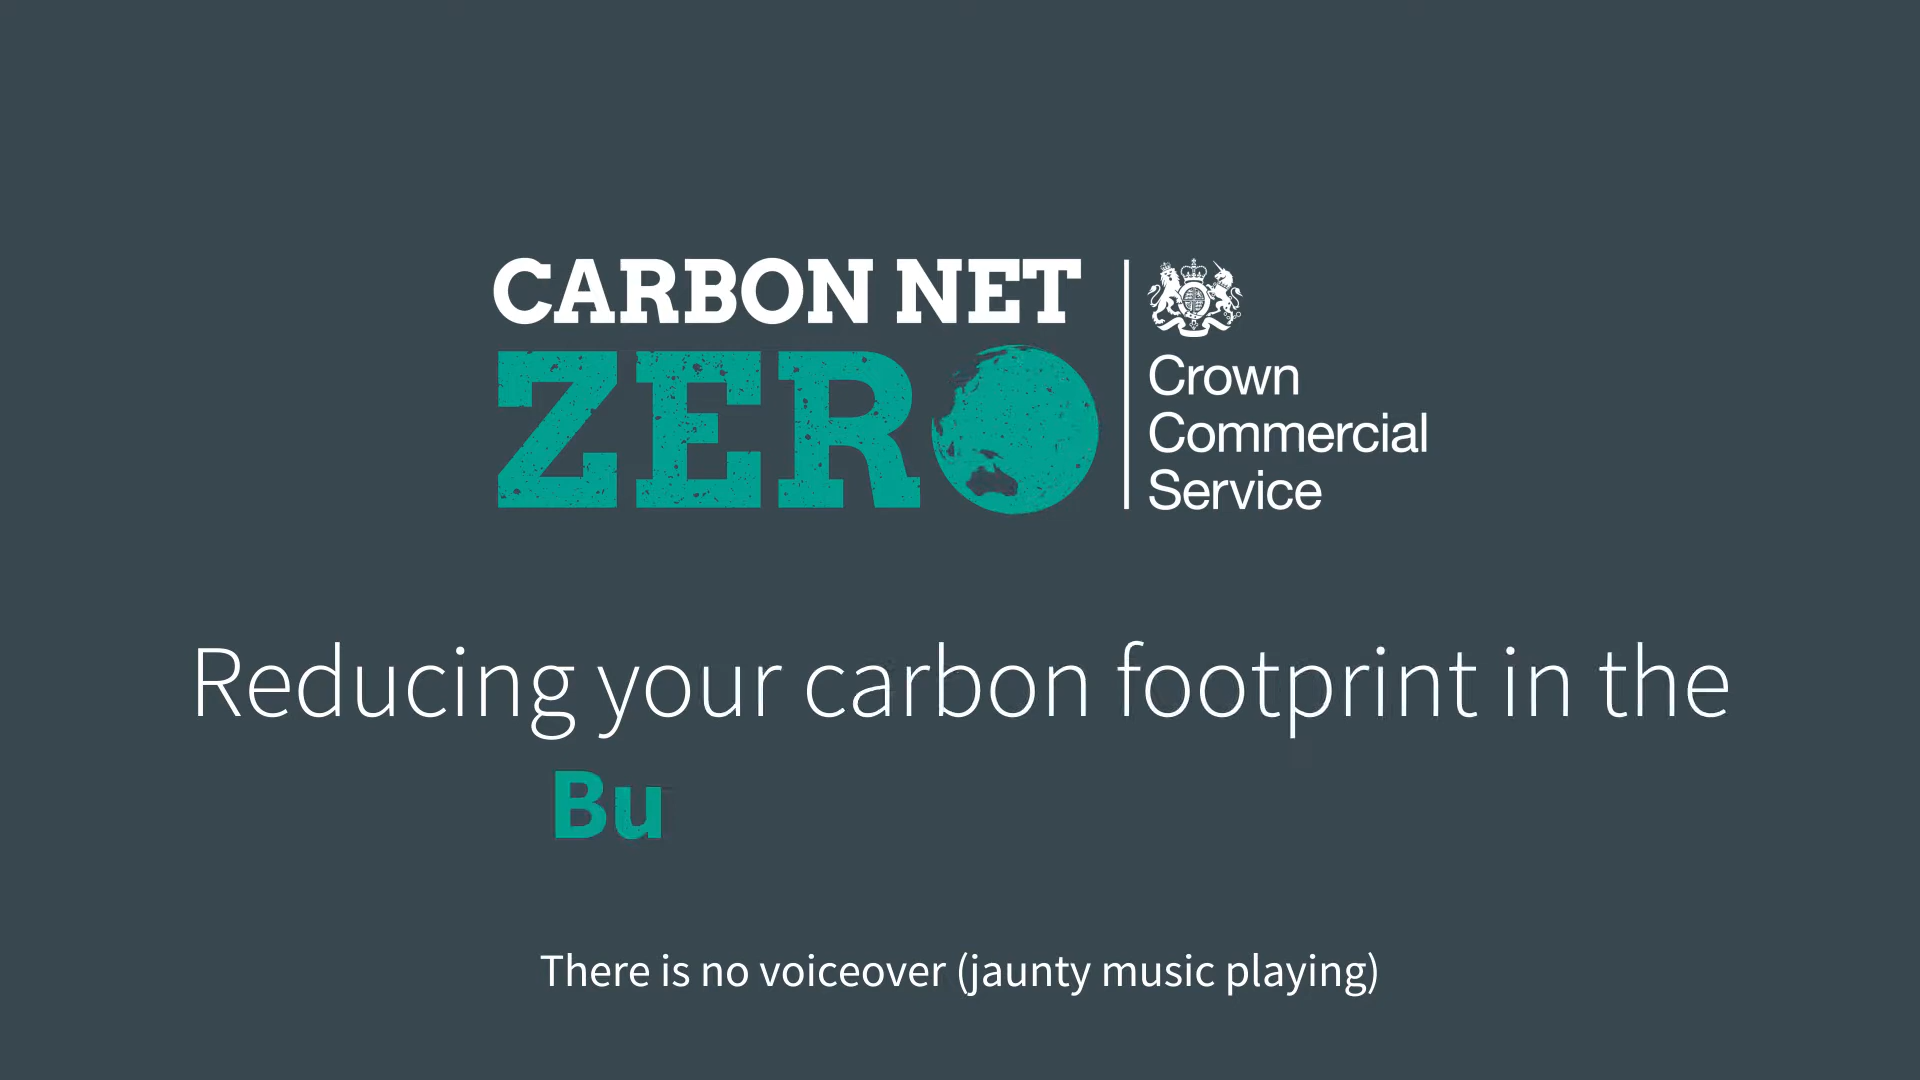 CARBON NET
ZERO
Crown
Commercial
Service
Reducing your carbon footprint in the
Bu
There is no voiceover (jaunty music playing)